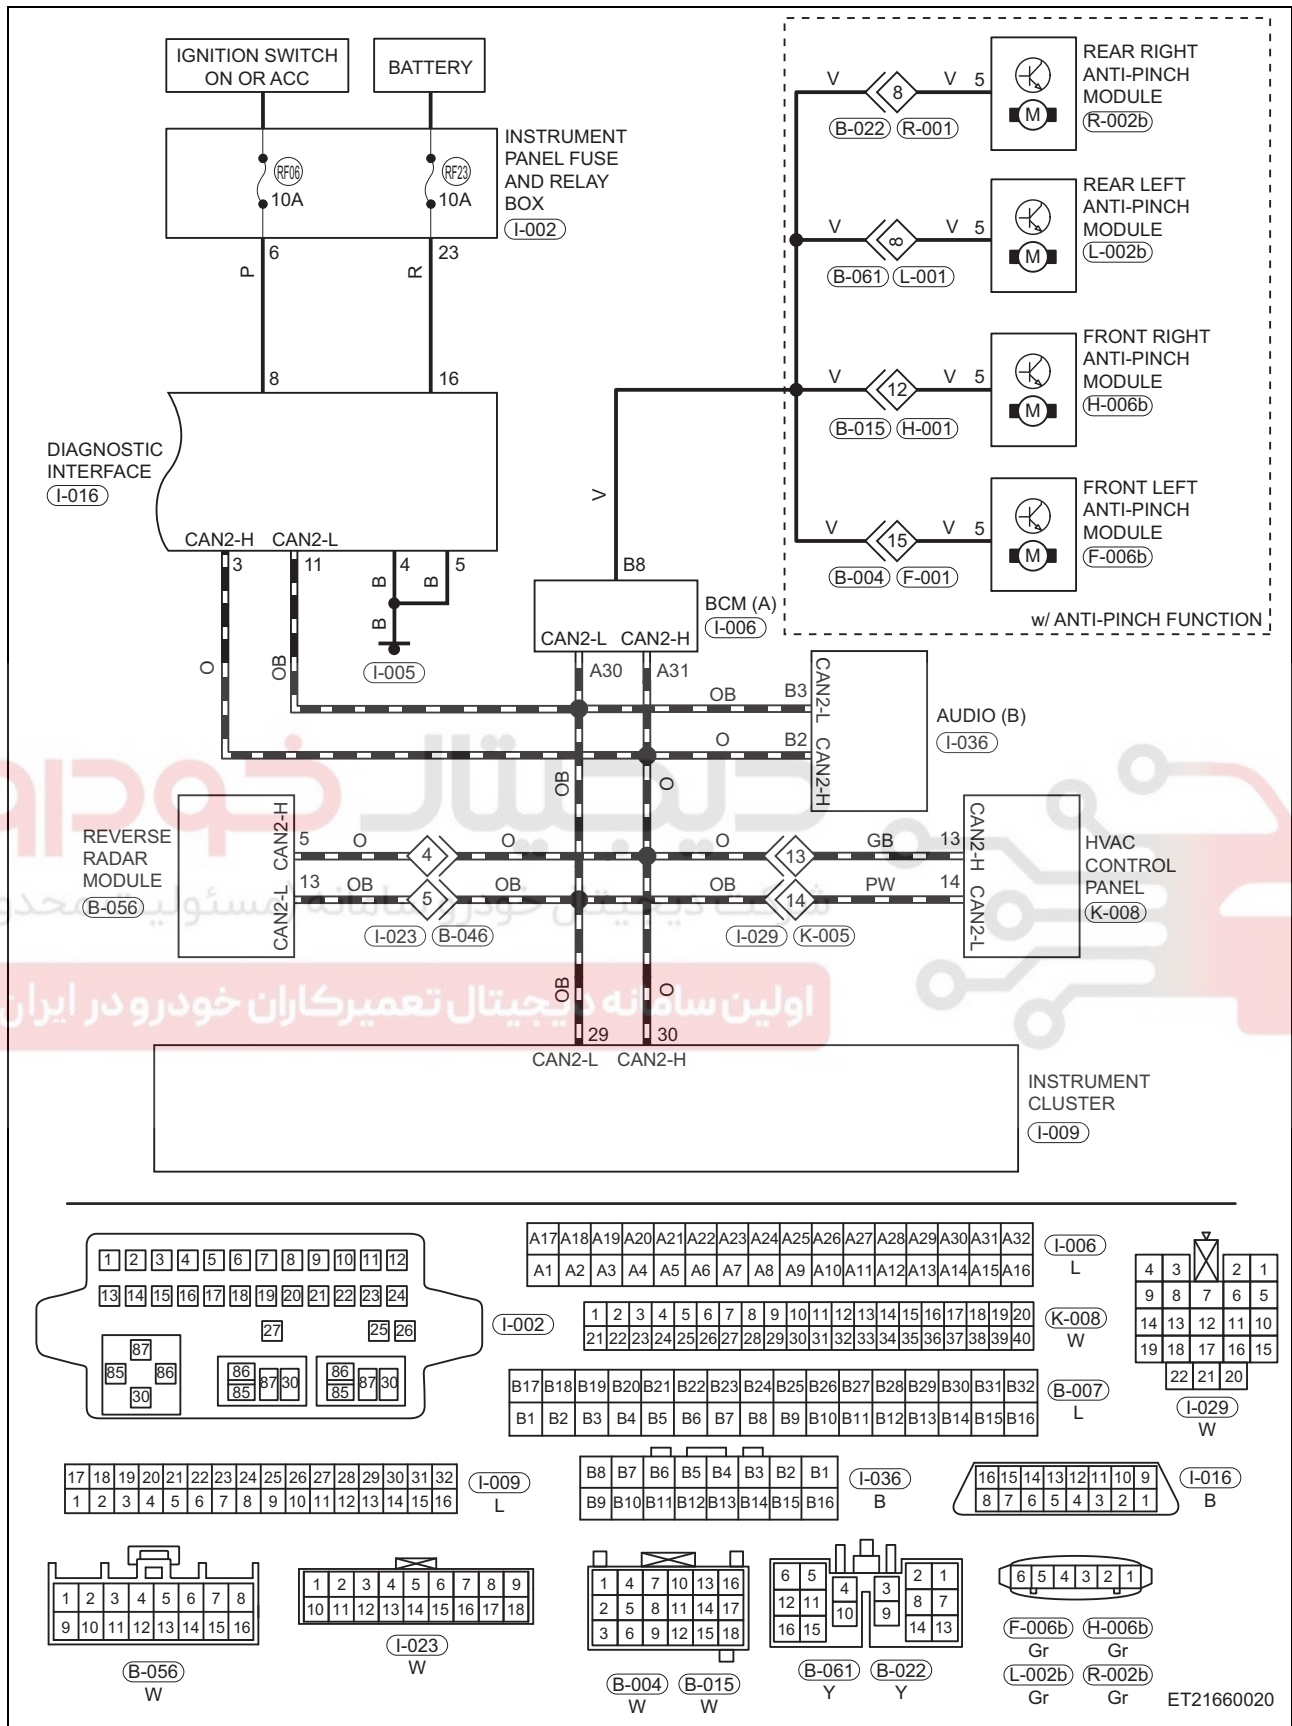 IGNITION SWITCH
ON OR ACC
BATTERY
INSTRUMENT
PANEL FUSE
AND RELAY
BOX
I-002
RF06
10A
RF23
10A
6
23
P
R
8
16
DIAGNOSTIC
INTERFACE
I-016
CAN2-H CAN2-L
3
11
4
5
B
B
B
I-005
O
OB
V
B8
BCM (A)
I-006
CAN2-L CAN2-H
A30
A31
REAR RIGHT
ANTI-PINCH
MODULE
R-002b
V
8
V
5
M
B-022
R-001
REAR LEFT
ANTI-PINCH
MODULE
L-002b
V
8
V
5
M
B-061
L-001
FRONT RIGHT
ANTI-PINCH
MODULE
H-006b
V
12
V
5
M
B-015
H-001
FRONT LEFT
ANTI-PINCH
MODULE
F-006b
V
15
V
5
M
B-004
F-001
w/ ANTI-PINCH FUNCTION
OB
B3
CAN2-L
O
B2
CAN2-H
AUDIO (B)
I-036
OB
O
دیجیتال خودرو
REVERSE
RADAR
MODULE
B-056
CAN2-H
CAN2-L
5
O
4
O
O
13
GB
13
13
OB
5
OB
OB
14
PW
14
I-023
B-046
I-029
K-005
CAN2-H
CAN2-L
HVAC
CONTROL
PANEL
K-008
شرکت دیجیتال خودرو سامانه
اولین سامانه دیجیتال تعمیرکاران خودرو در ایران
OB
O
29
30
CAN2-L CAN2-H
INSTRUMENT
CLUSTER
I-009
1 2 3 4 5 6 7 8 9 10 11 12
13 14 15 16 17 18 19 20 21 22 23 24
27 25 26
87
85 86
30
86
85
87 30
86
85
87 30
I-002
A17 A18 A19 A20 A21 A22 A23 A24 A25 A26 A27 A28 A29 A30 A31 A32
A1 A2 A3 A4 A5 A6 A7 A8 A9 A10 A11 A12 A13 A14 A15 A16
I-006
L
1 2 3 4 5 6 7 8 9 10 11 12 13 14 15 16 17 18 19 20
21 22 23 24 25 26 27 28 29 30 31 32 33 34 35 36 37 38 39 40
K-008
W
B17 B18 B19 B20 B21 B22 B23 B24 B25 B26 B27 B28 B29 B30 B31 B32
B1 B2 B3 B4 B5 B6 B7 B8 B9 B10 B11 B12 B13 B14 B15 B16
B-007
L
4 3 2 1
9 8 7 6 5
14 13 12 11 10
19 18 17 16 15
22 21 20
I-029
W
17 18 19 20 21 22 23 24 25 26 27 28 29 30 31 32
1 2 3 4 5 6 7 8 9 10 11 12 13 14 15 16
I-009
L
B8 B7 B6 B5 B4 B3 B2 B1
B9 B10 B11 B12 B13 B14 B15 B16
I-036
B
16 15 14 13 12 11 10 9
8 7 6 5 4 3 2 1
I-016
B
1 2 3 4 5 6 7 8
9 10 11 12 13 14 15 16
B-056
W
1 2 3 4 5 6 7 8 9
10 11 12 13 14 15 16 17 18
I-023
W
1 4 7 10 13 16
2 5 8 11 14 17
3 6 9 12 15 18
B-004 B-015
W W
6 5 4 3 2 1
12 11 10 9 8 7
16 15 14 13
B-061 B-022
Y Y
6 5 4 3 2 1
F-006b H-006b
Gr Gr
L-002b R-002b
Gr Gr
ET21660020